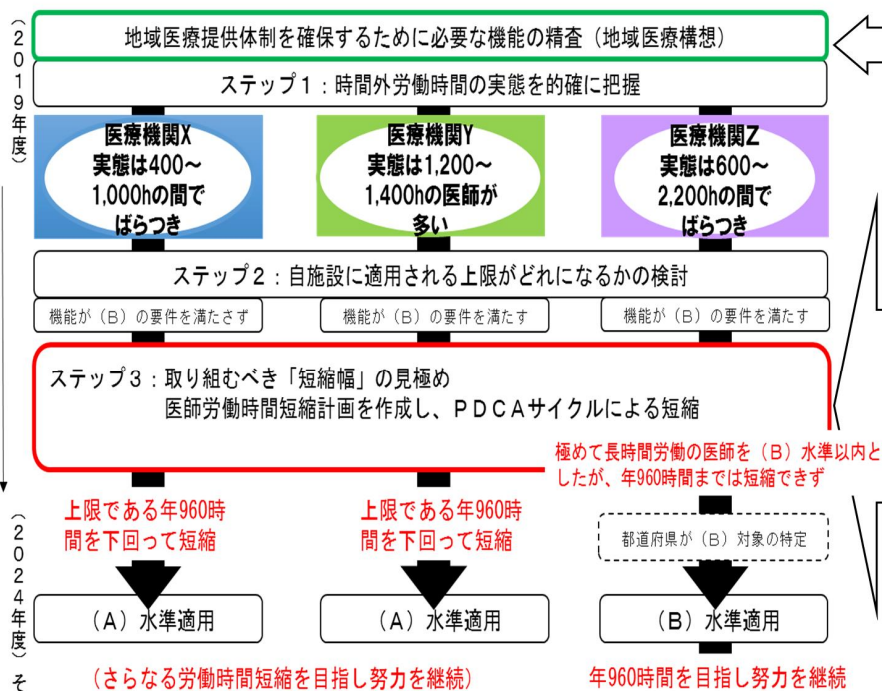 (2019年度)
地域医療提供体制を確保するために必要な機能の精査（地域医療構想）
ステップ１：時間外労働時間の実態を的確に把握
医療機関X
実態は400～
1,000hの間で
ばらつき
医療機関Y
実態は1,200～
1,400hの医師が
多い
医療機関Z
実態は600～
2,200hの間で
ばらつき
ステップ２：自施設に適用される上限がどれになるかの検討
機能が（B）の要件を満たさず
機能が（B）の要件を満たす
機能が（B）の要件を満たす
ステップ３：取り組むべき「短縮幅」の見極め
医師労働時間短縮計画を作成し、ＰＤＣＡサイクルによる短縮
極めて長時間労働の医師を（B）水準以内と
したが、年960時間までは短縮できず
上限である年960時
間を下回って短縮
上限である年960時
間を下回って短縮
都道府県が（B）対象の特定
(2024年度)そ
（A）水準適用
（A）水準適用
（B）水準適用
（さらなる労働時間短縮を目指し努力を継続）
年960時間を目指し努力を継続